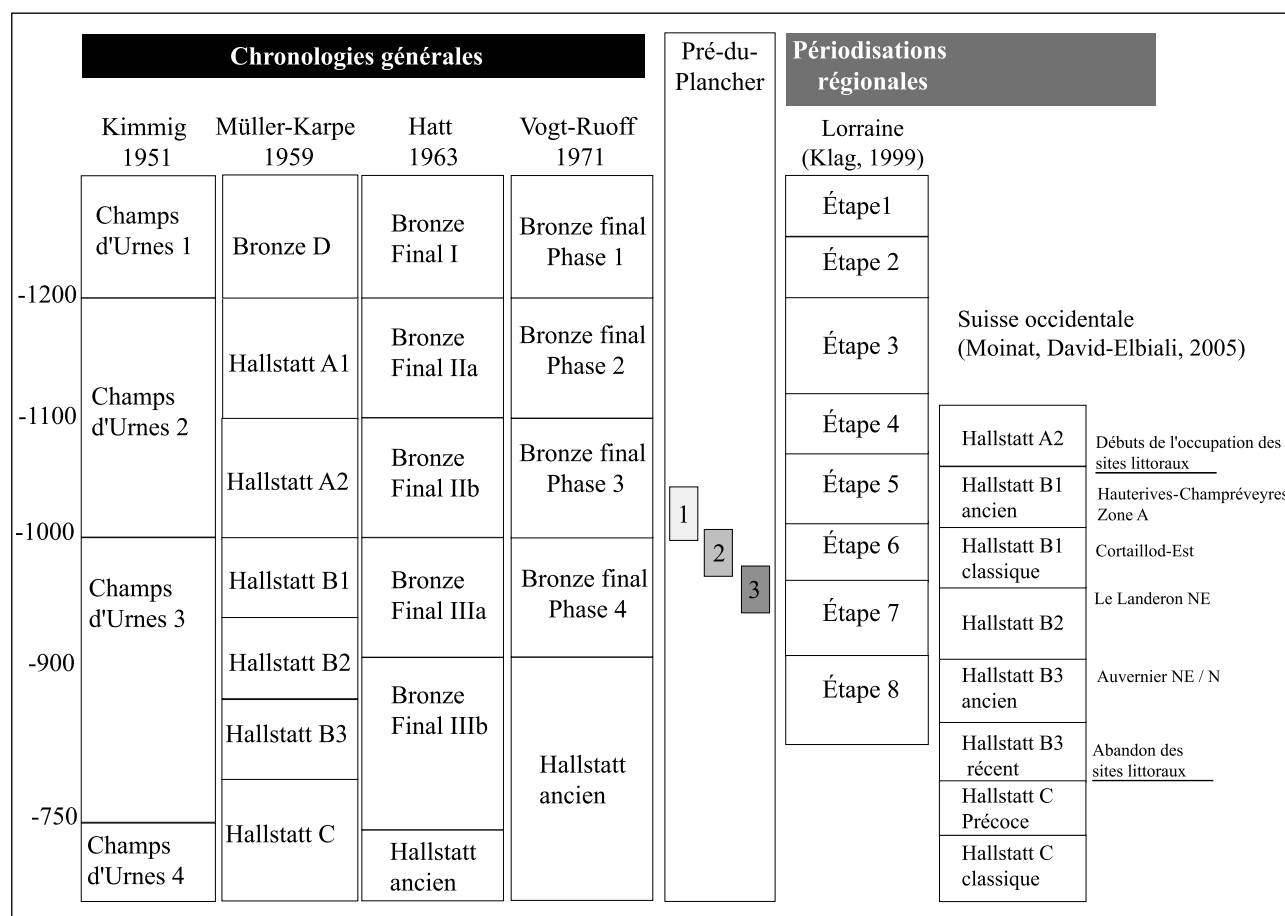 Chronologies générales
Pré-du-
Plancher
Périodisations
régionales
Kimmig
1951
Müller-Karpe
1959
Hatt
1963
Vogt-Ruoff
1971
Lorraine
(Klag, 1999)
Champs
d'Urnes 1
Bronze D
Bronze
Final I
Bronze final
Phase 1
Étape1
Étape 2
-1200
Champs
d'Urnes 2
Hallstatt A1
Bronze
Final IIa
Bronze final
Phase 2
Étape 3
Suisse occidentale
(Moinat, David-Elbiali, 2005)
-1100
Hallstatt A2
Bronze
Final IIb
Bronze final
Phase 3
Étape 4
Étape 5
Hallstatt A2
Débuts de l'occupation des
sites littoraux
Hallstatt B1
ancien
Hauterives-Champréveyres
Zone A
1
-1000
Champs
d'Urnes 3
Hallstatt B1
Bronze
Final IIIa
Bronze final
Phase 4
2
3
Étape 6
Hallstatt B1
classique
Cortaillod-Est
Étape 7
Hallstatt B2
Le Landeron NE
Hallstatt B2
-900
Bronze
Final IIIb
Étape 8
Hallstatt B3
ancien
Auvernier NE / N
Hallstatt B3
Hallstatt
ancien
Hallstatt B3
récent
Abandon des
sites littoraux
-750
Hallstatt C
Hallstatt C
Précoce
Champs
d'Urnes 4
Hallstatt
ancien
Hallstatt C
classique